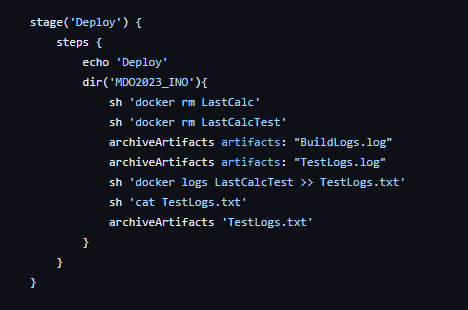 stage('Deploy') {
steps {
echo 'Deploy'
dir('MDO2023_INO'){
sh 'docker rm LastCalc'
sh 'docker rm LastCalcTest'
archiveArtifacts artifacts: "BuildLogs.log"
archiveArtifacts artifacts: "TestLogs.log"
sh 'docker logs LastCalcTest >> TestLogs.txt'
sh 'cat TestLogs.txt'
archiveArtifacts 'TestLogs.txt'
}
}
}